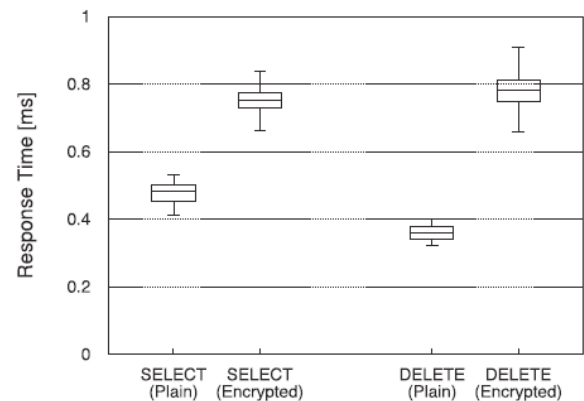 1
0.8
0.6
0.4
0.2
0
Response Time [ms]
SELECT SELECT DELETE DELETE
(Plain) (Encrypted) (Plain) (Encrypted)